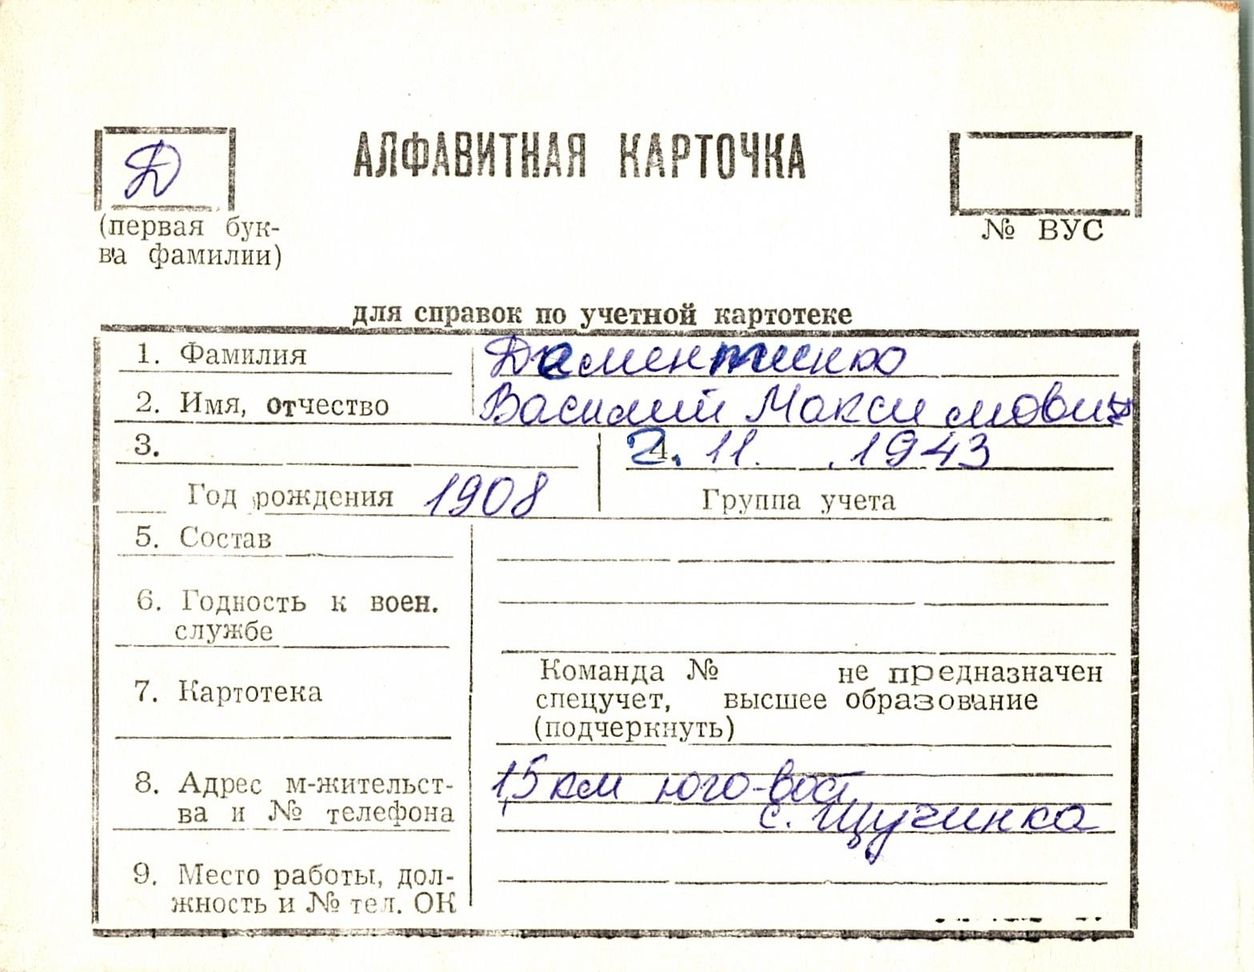 Д
АЛФАВИТНАЯ КАРТОЧКА
(первая бук-
ва фамилии)
№ ВУС
для справок по учетной картотеке
1. Фамилия
Дементиенко
2. Имя, отчество
Василий Максимович
3.
4.
2. 11. 1943
Год рождения 1908
Группа учета
5. Состав
6. Годность к воен.
службе
7. Картотека
Команда № не предназначен
спецучет, высшее образование
(подчеркнуть)
8. Адрес м-жительст-
ва и № телефона
1,5 км юго-вост
с. Щучинка
9. Место работы, дол-
жность и № тел. ОК